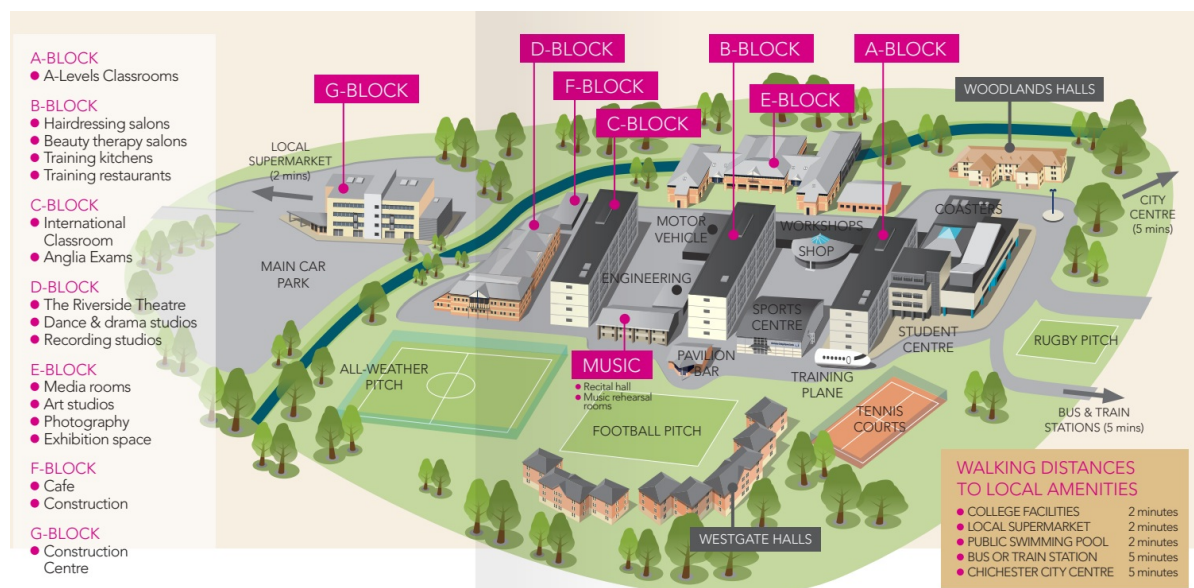 A-BLOCK
● A-Levels Classrooms
B-BLOCK
● Hairdressing salons
● Beauty therapy salons
● Training kitchens
● Training restaurants
C-BLOCK
● International
Classroom
● Anglia Exams
D-BLOCK
● The Riverside Theatre
● Dance & drama studios
● Recording studios
E-BLOCK
● Media rooms
● Art studios
● Photography
● Exhibition space
F-BLOCK
● Cafe
● Construction
G-BLOCK
● Construction
Centre
G-BLOCK
D-BLOCK
F-BLOCK
C-BLOCK
B-BLOCK
E-BLOCK
A-BLOCK
WOODLANDS HALLS
LOCAL
SUPERMARKET
(2 mins)
MAIN CAR
PARK
MOTOR
VEHICLE
WORKSHOPS
SHOP
COASTERS
CITY
CENTRE
(5 mins)
ENGINEERING
SPORTS
CENTRE
STUDENT
CENTRE
RUGBY PITCH
ALL-WEATHER
PITCH
MUSIC
● Recital hall
● Music rehearsal
rooms
PAVILION
BAR
TRAINING
PLANE
TENNIS
COURTS
BUS & TRAIN
STATIONS (5 mins)
FOOTBALL PITCH
WESTGATE HALLS
WALKING DISTANCES
TO LOCAL AMENITIES
● COLLEGE FACILITIES 2 minutes
● LOCAL SUPERMARKET 2 minutes
● PUBLIC SWIMMING POOL 2 minutes
● BUS OR TRAIN STATION 5 minutes
● CHICHESTER CITY CENTRE 5 minutes